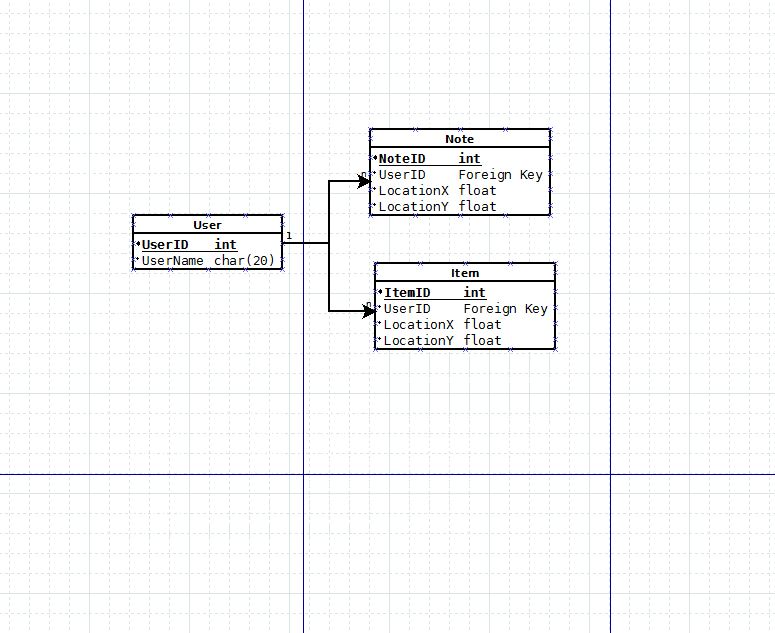 Note
NoteID int
UserID Foreign Key
LocationX float
LocationY float
User
UserID int
UserName char(20)
1
Item
ItemID int
UserID Foreign Key
LocationX float
LocationY float